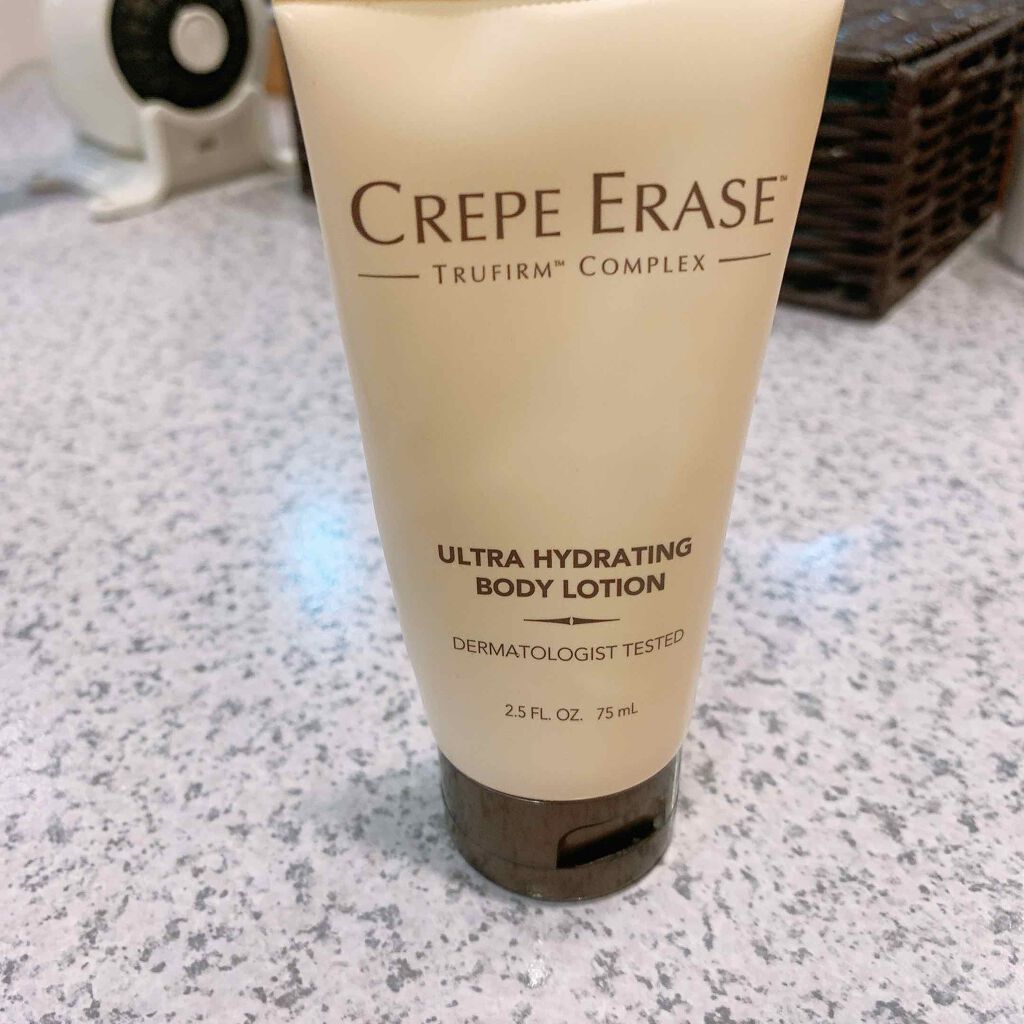 CREPE ERASE™
TRUFIRM™ COMPLEX
ULTRA HYDRATING
BODY LOTION
DERMATOLOGIST TESTED
2.5 FL. OZ. 75 mL